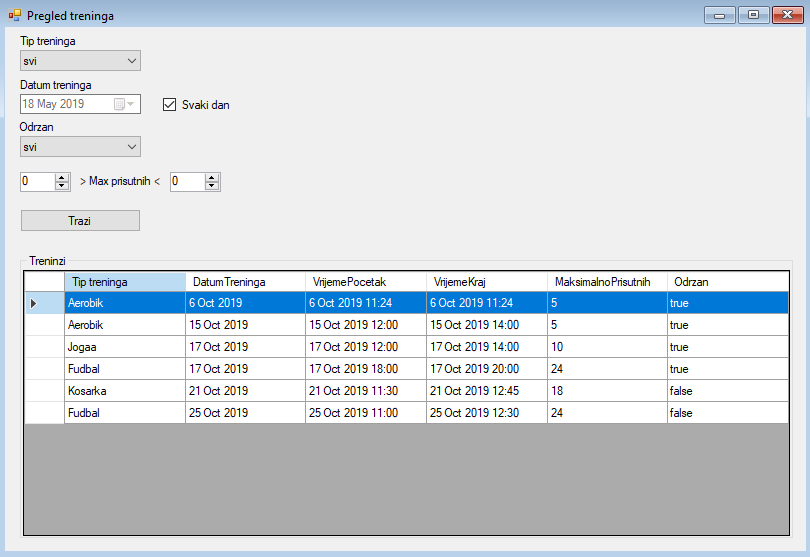 Pregled treninga
Tip treninga
svi
Datum treninga
18 May 2019
Svaki dan
Odrzan
svi
0 > Max prisutnih < 0
Trazi
Treninzi
Tip treninga DatumTreninga VrijemePocetak VrijemeKraj MaksimalnoPrisutnih Odrzan
Aerobik 6 Oct 2019 6 Oct 2019 11:24 6 Oct 2019 11:24 5 true
Aerobik 15 Oct 2019 15 Oct 2019 12:00 15 Oct 2019 14:00 5 true
Jogaa 17 Oct 2019 17 Oct 2019 12:00 17 Oct 2019 14:00 10 true
Fudbal 17 Oct 2019 17 Oct 2019 18:00 17 Oct 2019 20:00 24 true
Kosarka 21 Oct 2019 21 Oct 2019 11:30 21 Oct 2019 12:45 18 false
Fudbal 25 Oct 2019 25 Oct 2019 11:00 25 Oct 2019 12:30 24 false